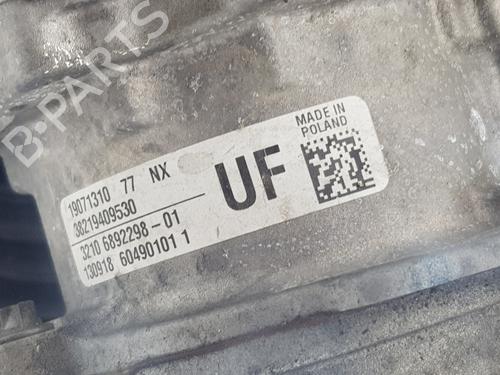 B-PARTS
19071310 77 NX
38219409530
3210 6892298-01
130918 60490101 1
UF
MADE IN
POLAND